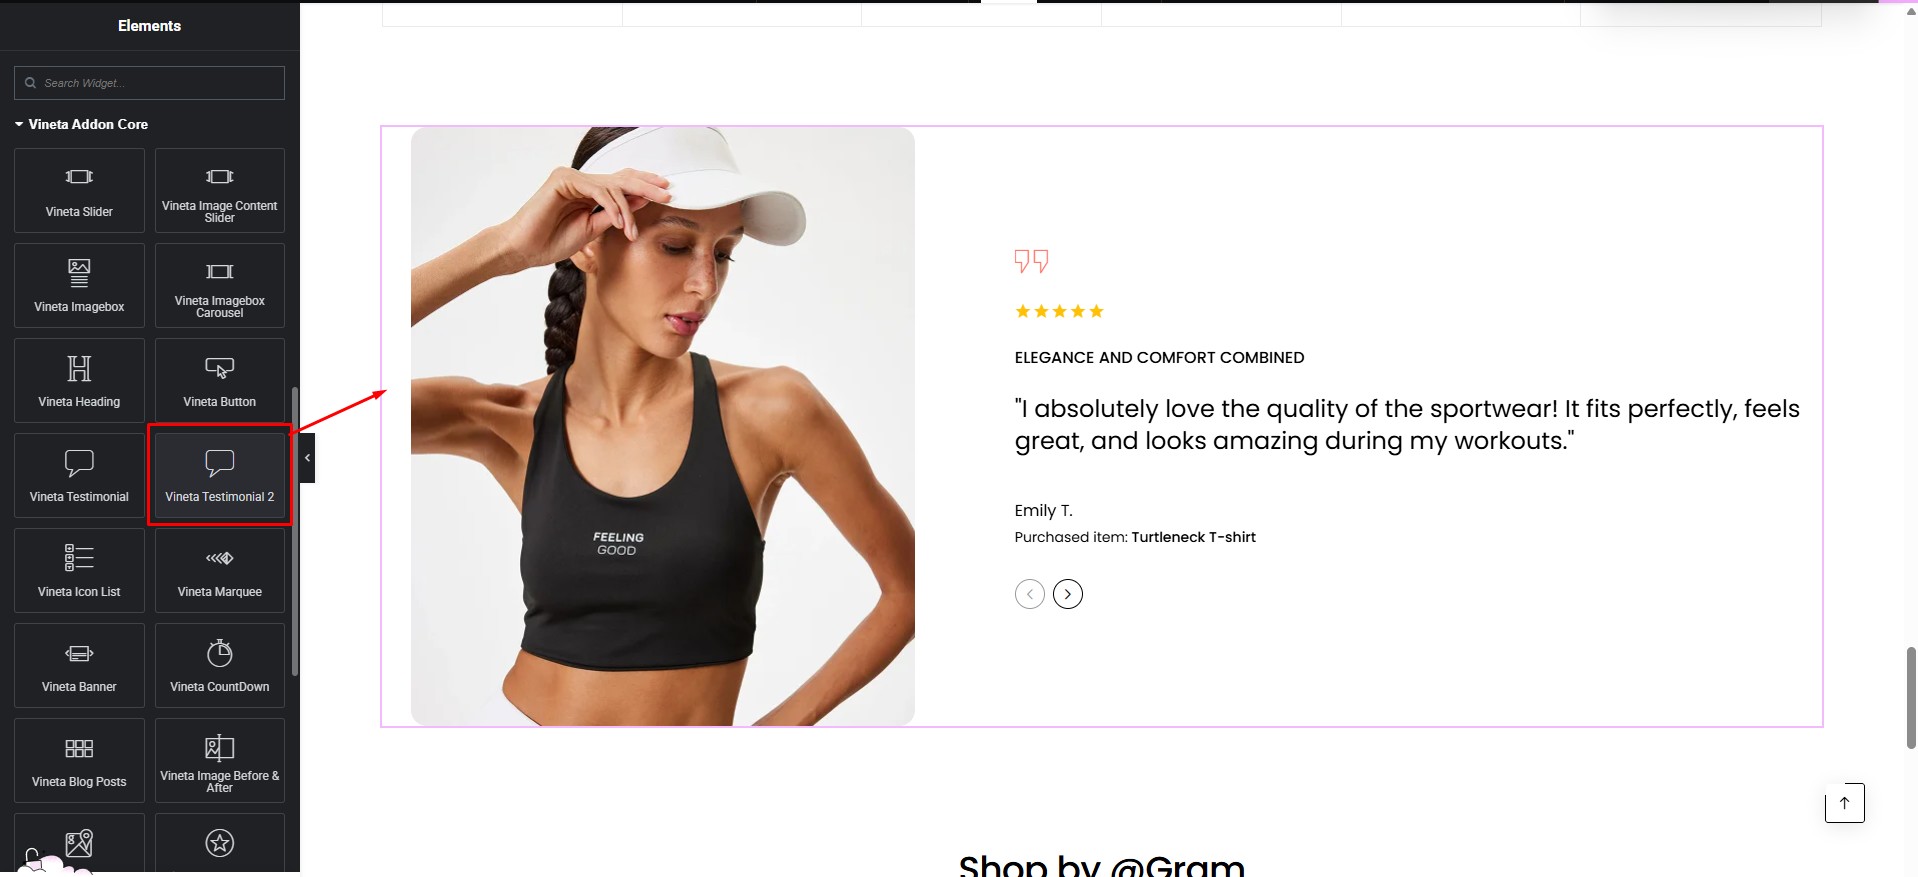 Elements
Search Widget...
Vineta Addon Core
Vineta Slider
Vineta Image Content
Slider
Vineta Imagebox
Vineta Imagebox
Carousel
Vineta Heading
Vineta Button
Vineta Testimonial
Vineta Testimonial 2
Vineta Icon List
Vineta Marquee
Vineta Banner
Vineta CountDown
Vineta Blog Posts
Vineta Image Before &
After
FEELING
GOOD
ELEGANCE AND COMFORT COMBINED
"I absolutely love the quality of the sportwear! It fits perfectly, feels
great, and looks amazing during my workouts."
Emily T.
Purchased item: Turtleneck T-shirt
Shop by @Gram